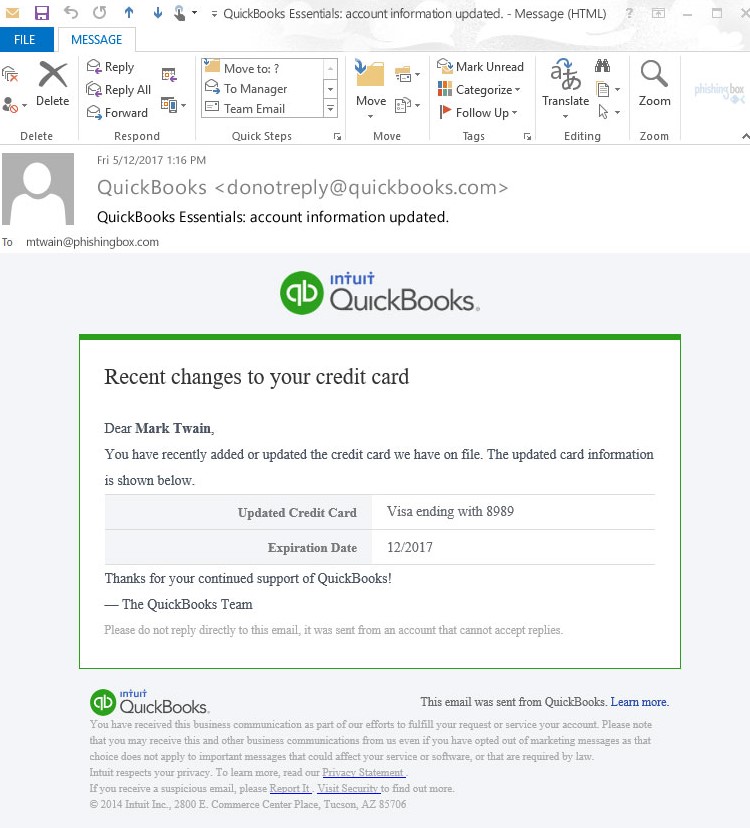 QuickBooks Essentials: account information updated. - Message (HTML) ?
FILE MESSAGE
Delete
Reply
Reply All
Forward
Move to: ?
To Manager
Team Email
Move
Mark Unread
Categorize
Follow Up
Translate
Zoom
phishingbox
Delete Respond Quick Steps Move Tags Editing Zoom
Fri 5/12/2017 1:16 PM
QuickBooks <donotreply@quickbooks.com>
QuickBooks Essentials: account information updated.
To mtwain@phishingbox.com
qb intuit
QuickBooks.
Recent changes to your credit card
Dear Mark Twain,
You have recently added or updated the credit card we have on file. The updated card information
is shown below.
Updated Credit Card Visa ending with 8989
Expiration Date 12/2017
Thanks for your continued support of QuickBooks!
— The QuickBooks Team
Please do not reply directly to this email, it was sent from an account that cannot accept replies.
qb intuit
QuickBooks.
This email was sent from QuickBooks. Learn more.
You have received this business communication as part of our efforts to fulfill your request or service your account. Please note
that you may receive this and other business communications from us even if you have opted out of marketing messages as that
choice does not apply to important messages that could affect your service or software, or that are required by law.
Intuit respects your privacy. To learn more, read our Privacy Statement .
If you receive a suspicious email, please Report It . Visit Security to find out more.
© 2014 Intuit Inc., 2800 E. Commerce Center Place, Tucson, AZ 85706